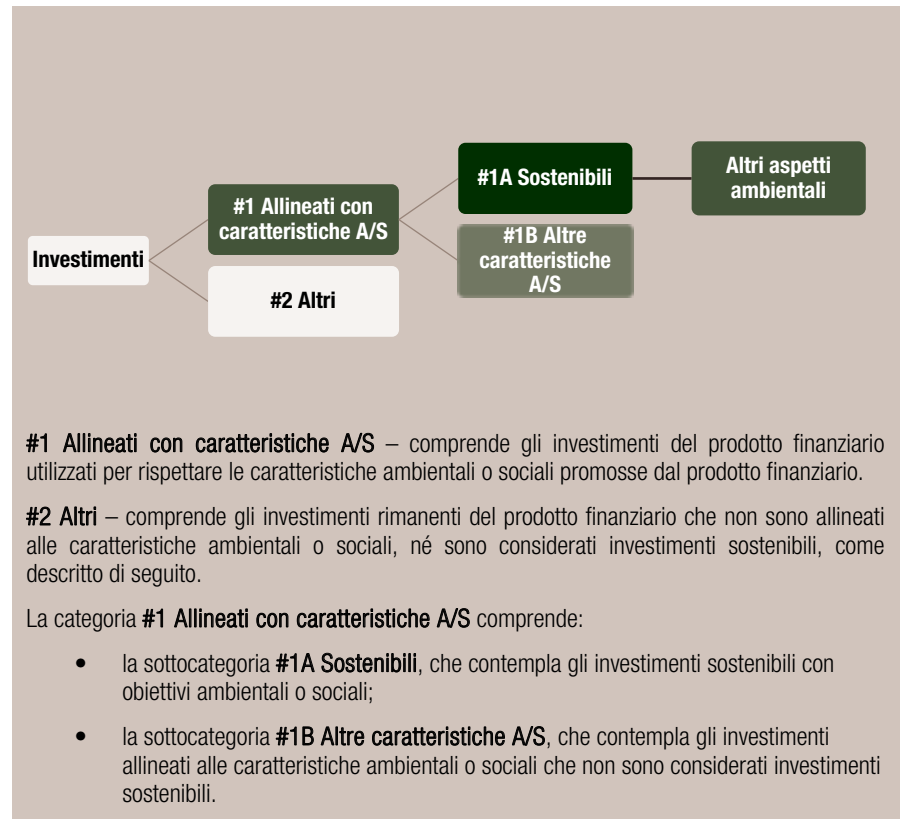 Investimenti
#1 Allineati con
caratteristiche A/S
#2 Altri
#1A Sostenibili
#1B Altre
caratteristiche
A/S
Altri aspetti
ambientali
#1 Allineati con caratteristiche A/S – comprende gli investimenti del prodotto finanziario
utilizzati per rispettare le caratteristiche ambientali o sociali promosse dal prodotto finanziario.
#2 Altri – comprende gli investimenti rimanenti del prodotto finanziario che non sono allineati
alle caratteristiche ambientali o sociali, né sono considerati investimenti sostenibili, come
descritto di seguito.
La categoria #1 Allineati con caratteristiche A/S comprende:
• la sottocategoria #1A Sostenibili, che contempla gli investimenti sostenibili con
obiettivi ambientali o sociali;
• la sottocategoria #1B Altre caratteristiche A/S, che contempla gli investimenti
allineati alle caratteristiche ambientali o sociali che non sono considerati investimenti
sostenibili.